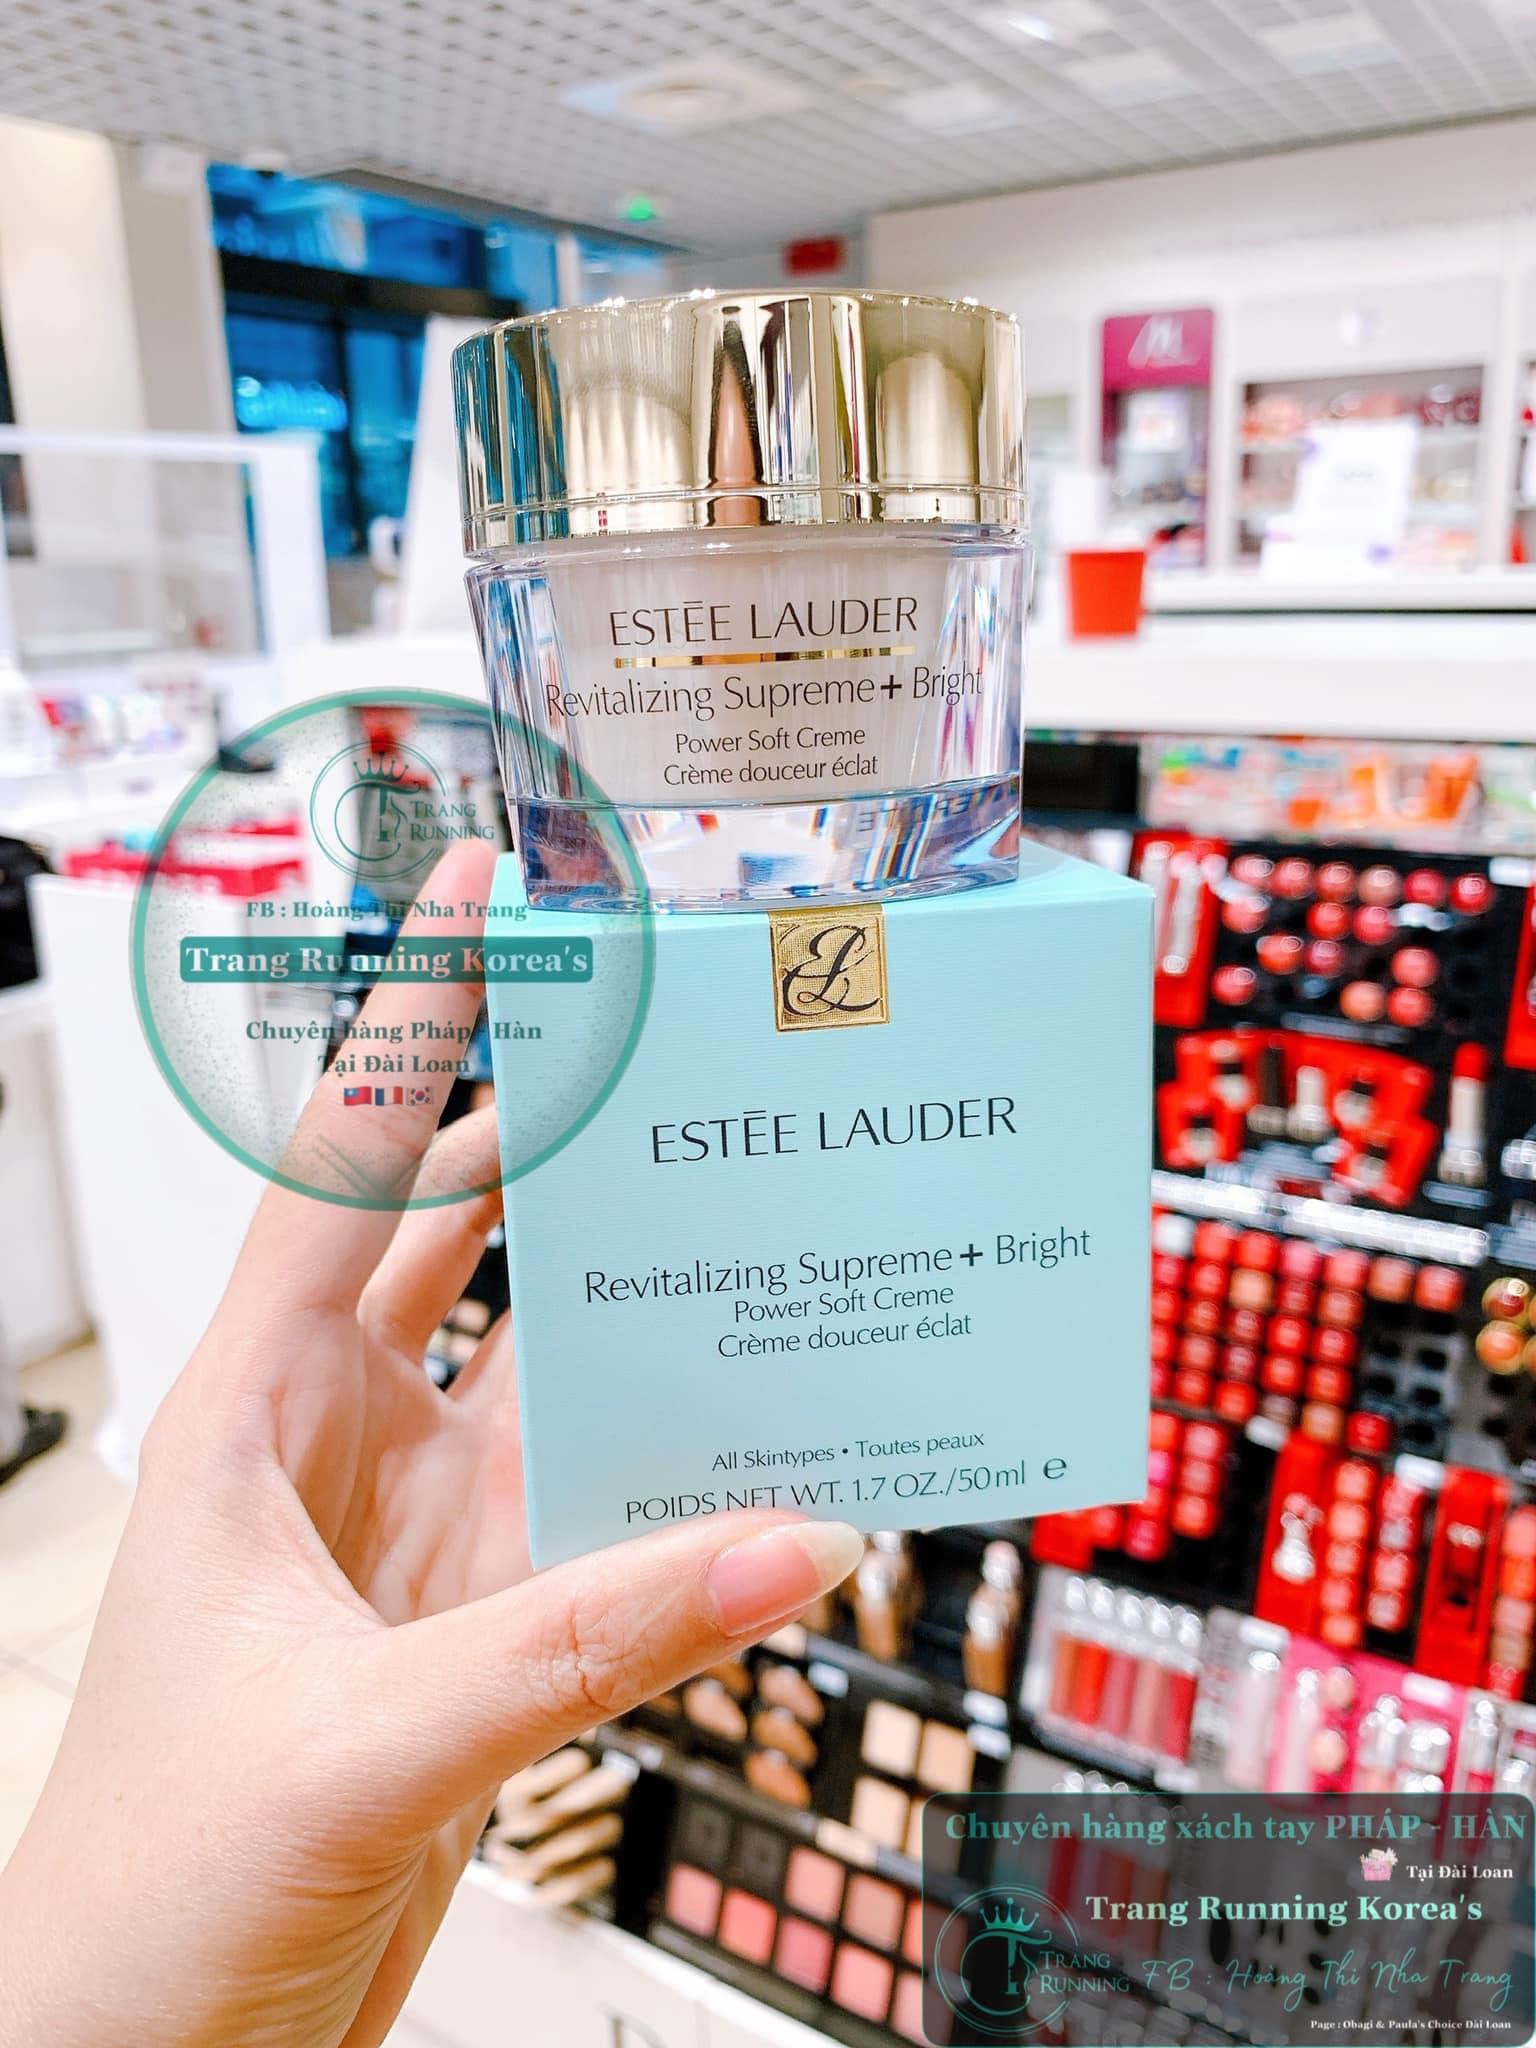 ESTĒE LAUDER
Revitalizing Supreme+ Bright
Power Soft Creme
Crème douceur éclat
TRANG
RUNNING
FB : Hoàng Thi Nha Trang
Trang Running Korea's
Chuyên hàng Pháp - Hàn
Tại Đài Loan
ESTĒE LAUDER
Revitalizing Supreme+ Bright
Power Soft Creme
Crème douceur éclat
All Skintypes • Toutes peaux
POIDS NET WT. 1.7 OZ./50 ml ℮
Chuyên hàng xách tay PHÁP - HÀN
Tại Đài Loan
Trang Running Korea's
TRANG
RUNNING
FB : Hoàng Thi Nha Trang
Page : Obagi & Paula's Choice Đài Loan